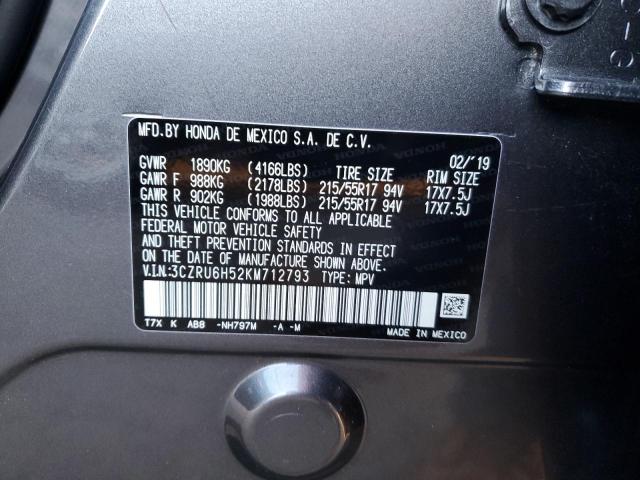 MFD.BY HONDA DE MEXICO S.A. DE C.V.
02/'19
GVWR 1890KG (4166LBS) TIRE SIZE RIM SIZE
GAWR F 988KG (2178LBS) 215/55R17 94V 17X7.5J
GAWR R 902KG (1988LBS) 215/55R17 94V 17X7.5J
THIS VEHICLE CONFORMS TO ALL APPLICABLE
FEDERAL MOTOR VEHICLE SAFETY
AND THEFT PREVENTION STANDARDS IN EFFECT
ON THE DATE OF MANUFACTURE SHOWN ABOVE.
V.I.N:3CZRU6H52KM712793 TYPE: MPV
T7X K AB8 -NH797M -A -M
MADE IN MEXICO